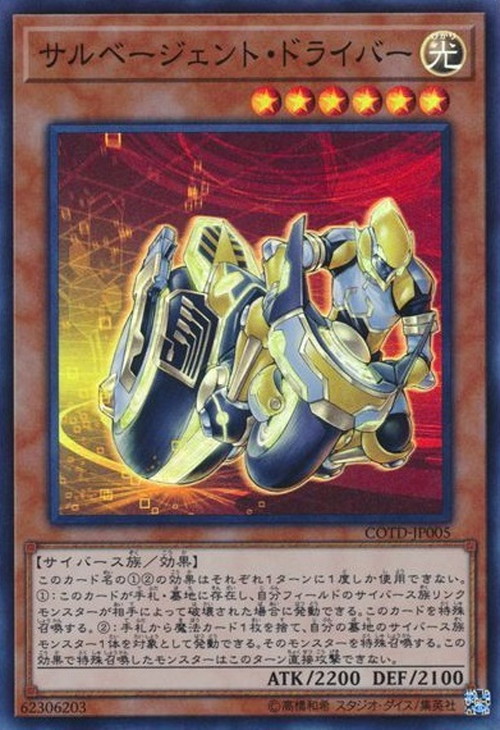 サルベージェント・ドライバー
光
COTD-JP005
【サイバース族／効果】
このカード名の①②の効果はそれぞれ１ターンに１度しか使用できない。
①：このカードが手札・墓地に存在し、自分フィールドのサイバース族リンク
モンスターが相手によって破壊された場合に発動できる。このカードを特殊
召喚する。②：手札から魔法カード１枚を捨て、自分の墓地のサイバース族
モンスター１体を対象として発動できる。そのモンスターを特殊召喚する。この
効果で特殊召喚したモンスターはこのターン直接攻撃できない。
ATK/2200 DEF/2100
62306203
©高橋和希 スタジオ・ダイス/集英社